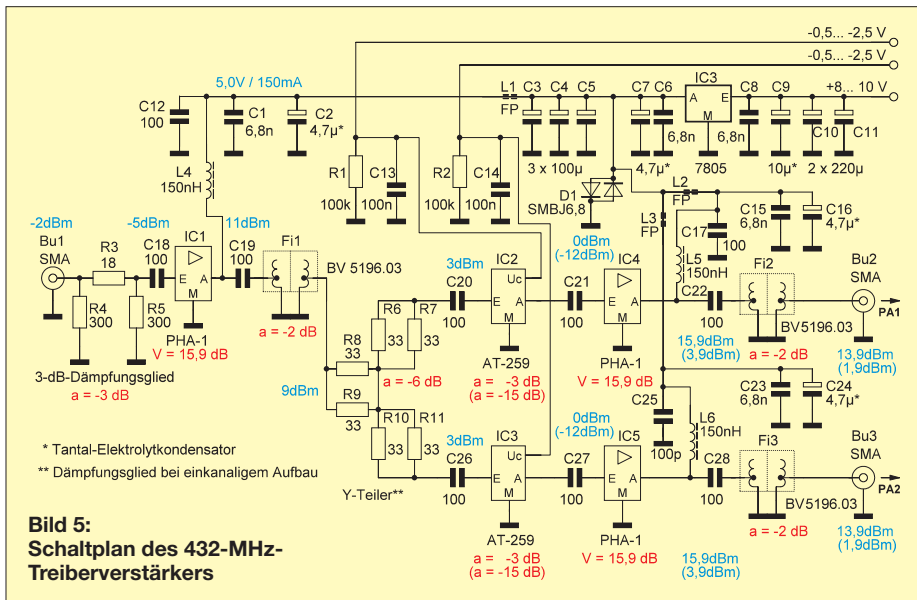 -0,5... -2,5 V
-0,5... -2,5 V
5,0V / 150mA
+8... 10 V
C12
100
C1
6,8n
C2
4,7µ*
L1
FP
C3
C4
C5
3 x 100µ
C7
4,7µ*
C6
6,8n
IC3
A
E
M
7805
C8
6,8n
C9
10µ*
C10
C11
2 x 220µ
L4
150nH
R1
100k
C13
100n
R2
100k
C14
100n
D1
SMBJ6,8
L2
FP
L3
FP
C17
100
C15
6,8n
C16
4,7µ*
-2dBm
Bu1
SMA
R3
18
R4
300
R5
300
-5dBm
C18
100
IC1
E
A
M
PHA-1
V = 15,9 dB
11dBm
C19
100
Fi1
BV 5196.03
a = -2 dB
3-dB-Dämpfungsglied
a = -3 dB
9dBm
R8
33
R9
33
R6
33
R7
33
a = -6 dB
R10
33
R11
33
Y-Teiler**
3dBm
C20
100
IC2
Uc
E
A
M
AT-259
a = -3 dB
(a = -15 dB)
0dBm
(-12dBm)
C21
100
IC4
E
A
M
PHA-1
V = 15,9 dB
L5
150nH
C22
100
15,9dBm
(3,9dBm)
Fi2
BV5196.03
a = -2 dB
Bu2
SMA
PA1
13,9dBm
(1,9dBm)
C23
6,8n
C24
4,7µ*
3dBm
C26
100
IC3
Uc
E
A
M
AT-259
a = -3 dB
(a = -15 dB)
0dBm
(-12dBm)
C27
100
IC5
E
A
M
PHA-1
V = 15,9 dB
C25
100p
L6
150nH
C28
100
15,9dBm
(3,9dBm)
Fi3
BV5196.03
a = -2 dB
Bu3
SMA
PA2
13,9dBm
(1,9dBm)
* Tantal-Elektrolytkondensator
** Dämpfungsglied bei einkanaligem Aufbau
Bild 5:
Schaltplan des 432-MHz-
Treiberverstärkers